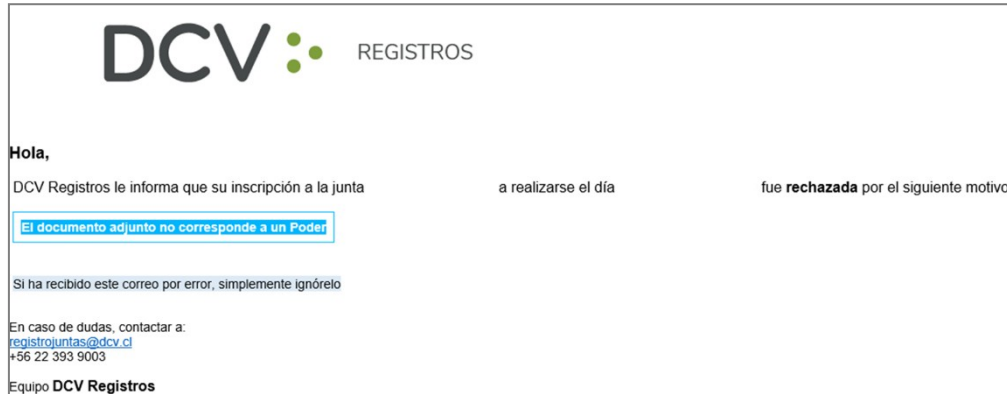 DCV REGISTROS
Hola,
DCV Registros le informa que su inscripción a la junta a realizarse el día fue rechazada por el siguiente motivo
El documento adjunto no corresponde a un Poder
Si ha recibido este correo por error, simplemente ignórelo
En caso de dudas, contactar a:
registrojuntas@dcv.cl
+56 22 393 9003
Equipo DCV Registros